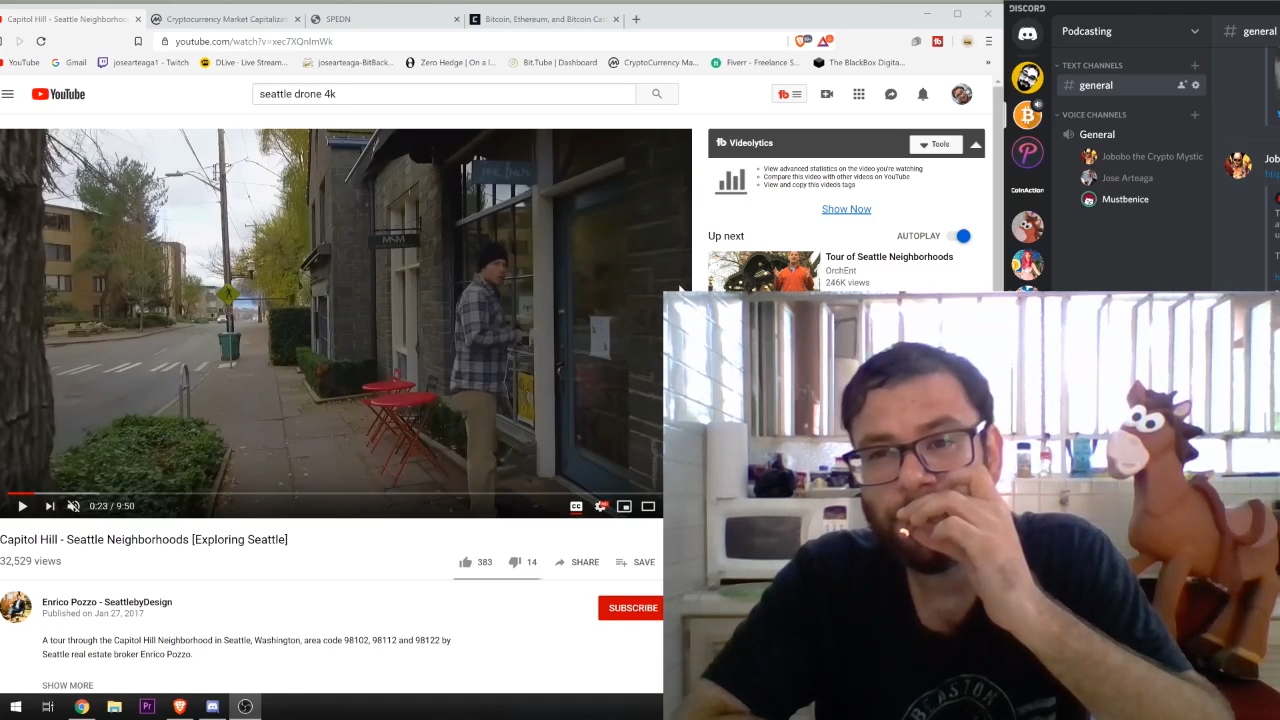 Capitol Hill - Seattle Neighborhoo
Cryptocurrency Market Capitalizat
SPEDN
Bitcoin, Ethereum, and Bitcoin Cas
youtube.com/watch?v=xec7XQnImWk
YouTube
Gmail
josearteaga1 - Twitch
DLive - Live Stream...
josearteaga-BitBack...
Zero Hedge | On a l...
Bit.Tube | Dashboard
CryptoCurrency Ma...
Fiverr - Freelance S...
The BlackBox Digita...
YouTube
seattle drone 4k
Videolytics
Tools
View advanced statistics on the video you're watching
Compare this video with other videos on YouTube
View and copy this video's tags
Show Now
Up next
AUTOPLAY
Tour of Seattle Neighborhoods
OrchEnt
246K views
0:23 / 9:50
Capitol Hill - Seattle Neighborhoods [Exploring Seattle]
32,529 views
383
14
SHARE
SAVE
Enrico Pozzo - SeattlebyDesign
Published on Jan 27, 2017
SUBSCRIBE
A tour through the Capitol Hill Neighborhood in Seattle, Washington, area code 98102, 98112 and 98122 by
Seattle real estate broker Enrico Pozzo.
SHOW MORE
Pr
DISCORD
Podcasting
# general
TEXT CHANNELS
# general
VOICE CHANNELS
General
Jobobo the Crypto Mystic
Jose Arteaga
Mustbenice
CoinAction
Job
BEASTON